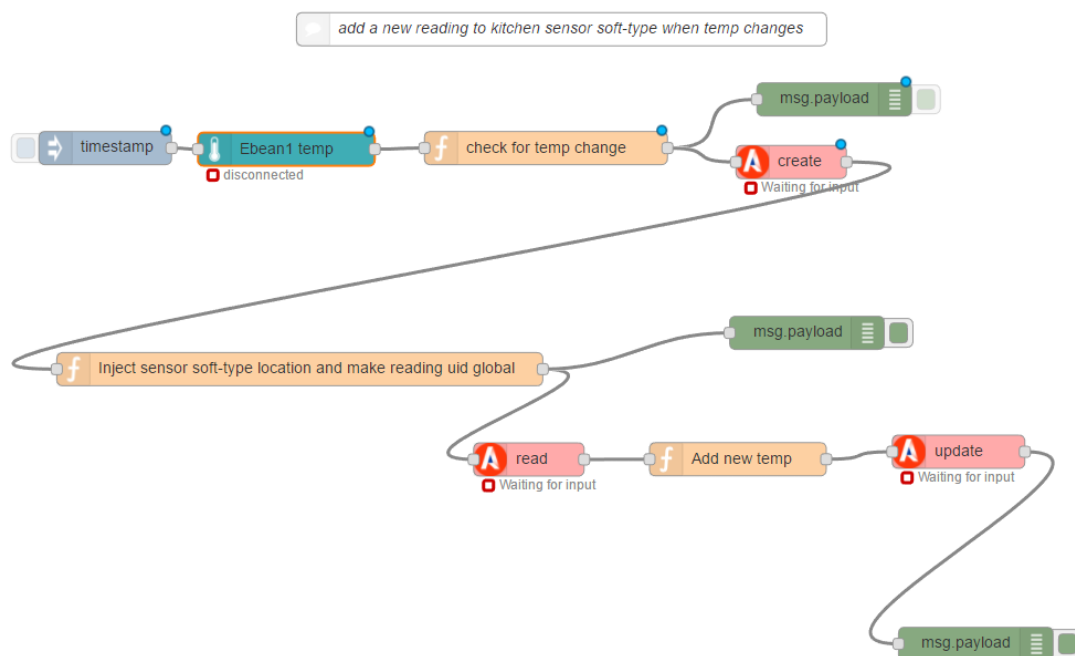 add a new reading to kitchen sensor soft-type when temp changes
msg.payload
timestamp
Ebean1 temp
check for temp change
create
disconnected
Waiting for input
msg.payload
Inject sensor soft-type location and make reading uid global
read
Add new temp
update
Waiting for input
Waiting for input
msg.payload